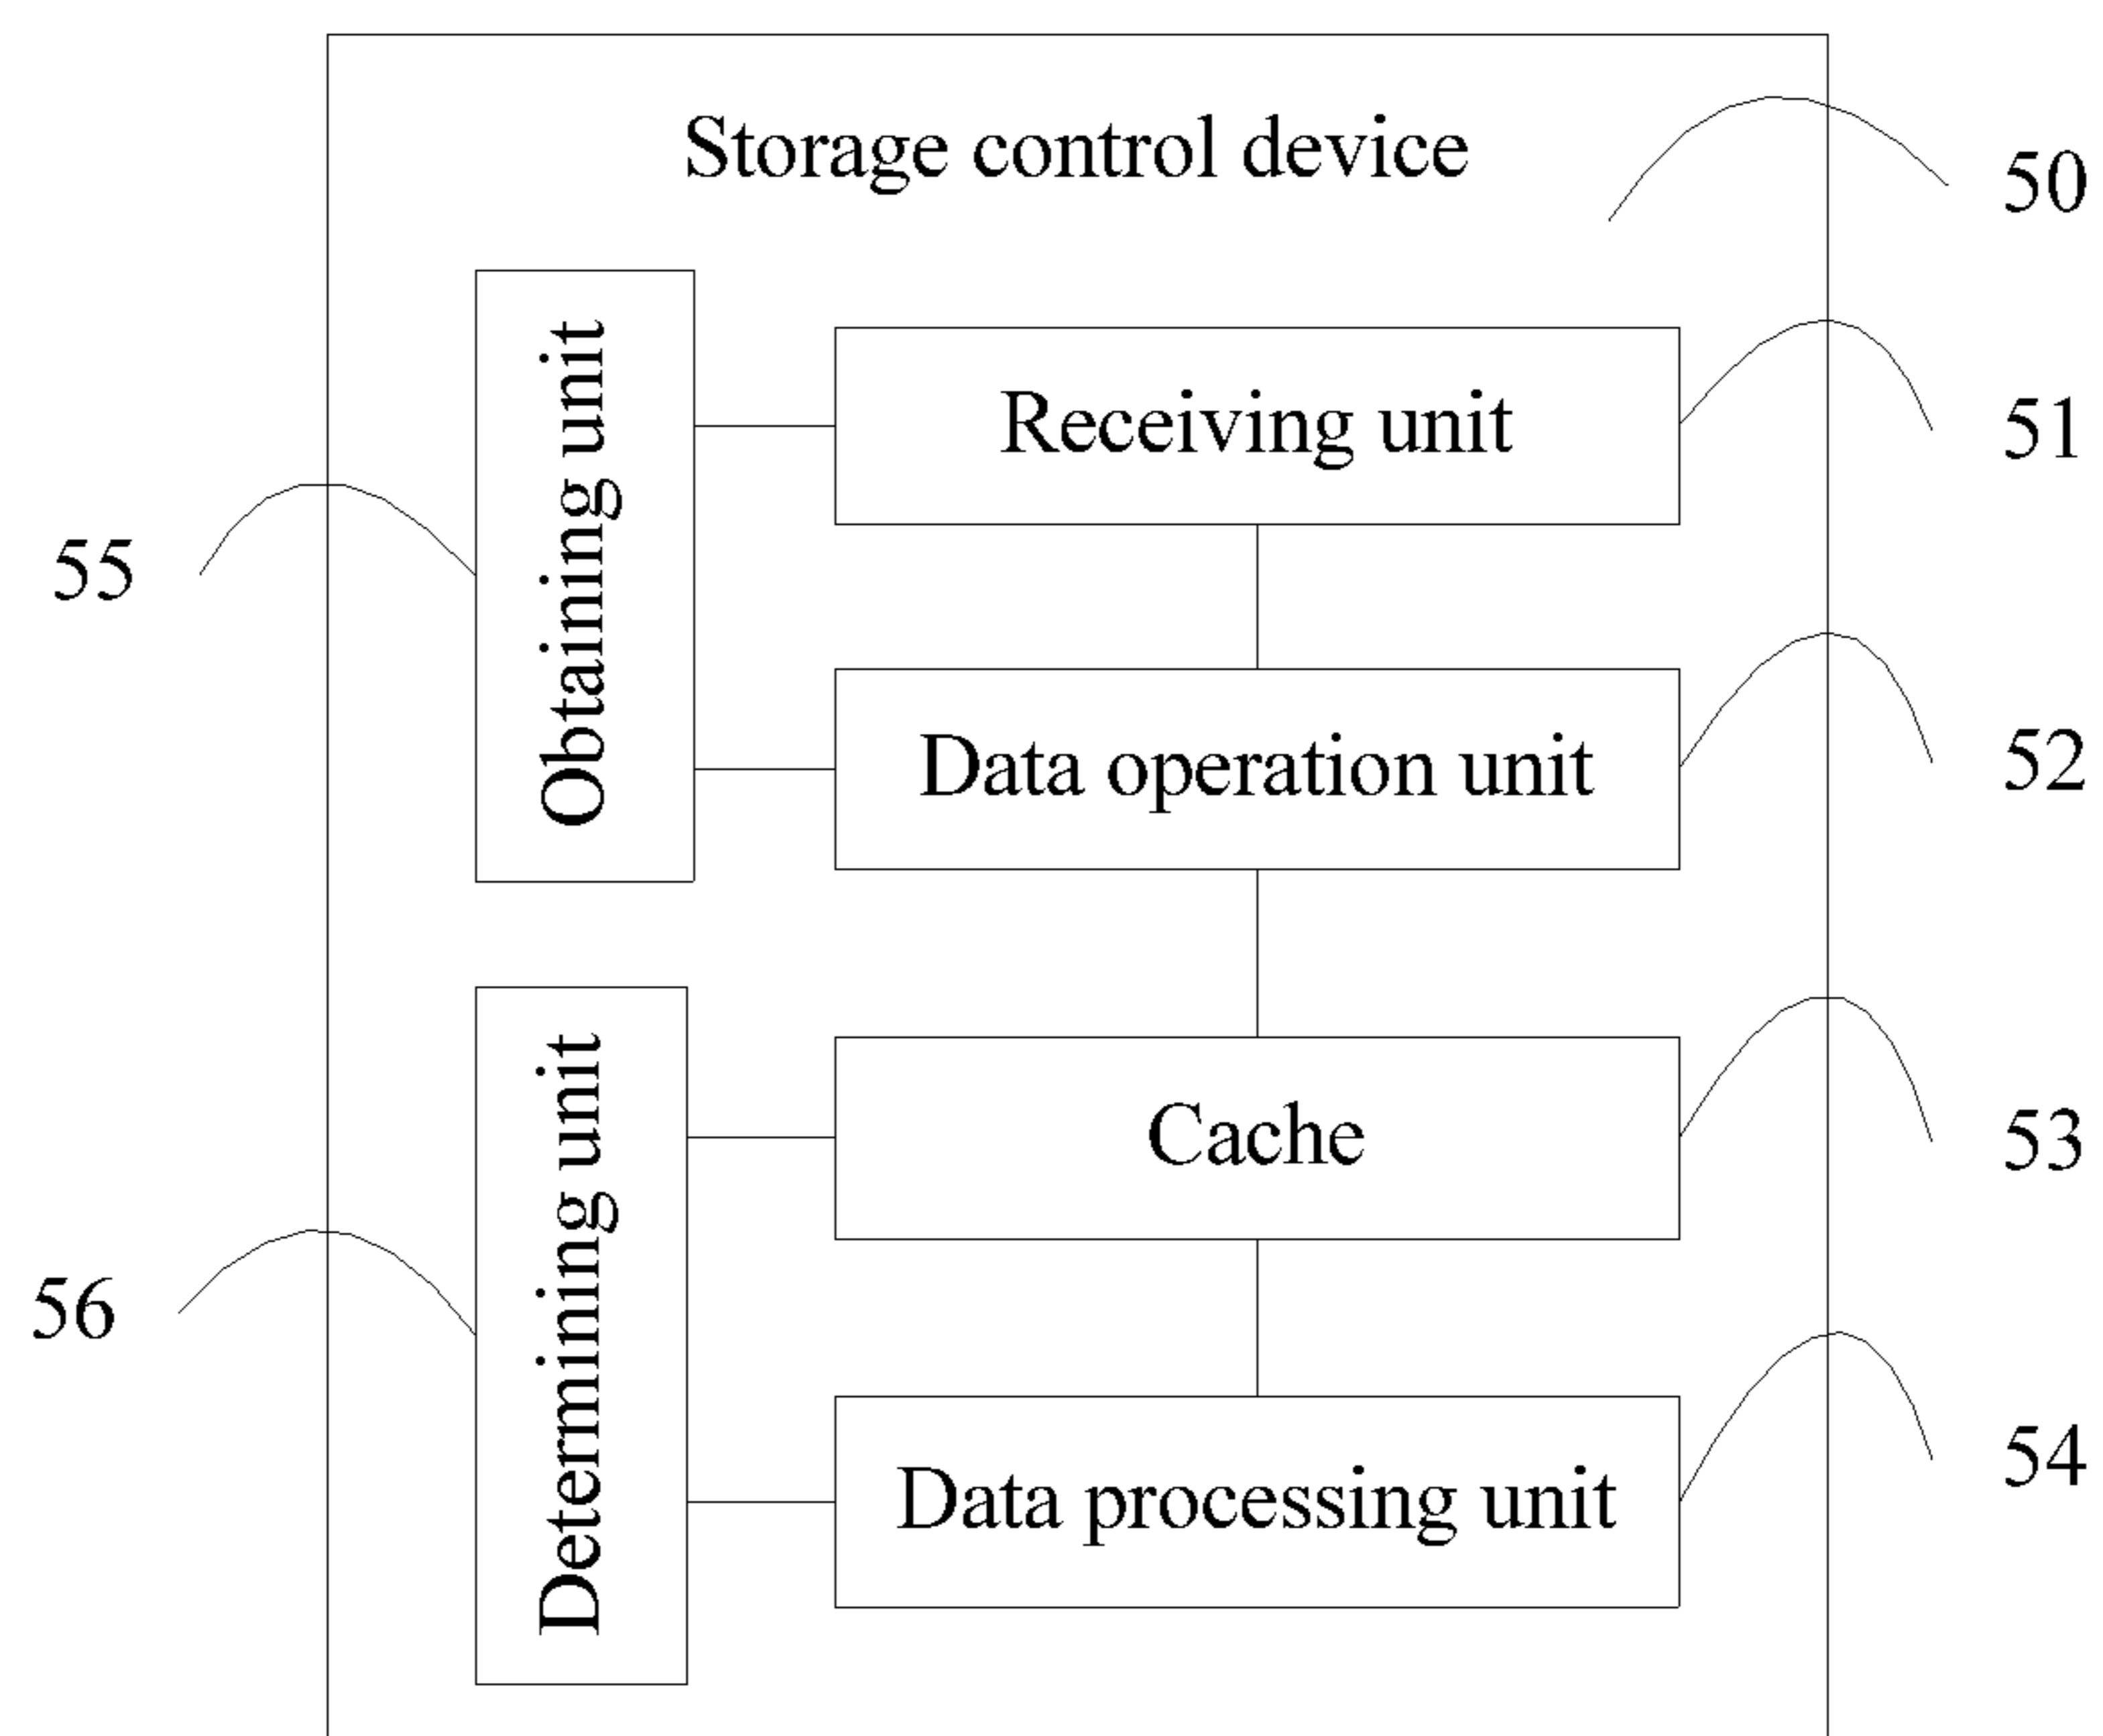 Storage control device
50
Obtaining unit
Receiving unit
51
55
Data operation unit
52
Determining unit
Cache
53
56
Data processing unit
54